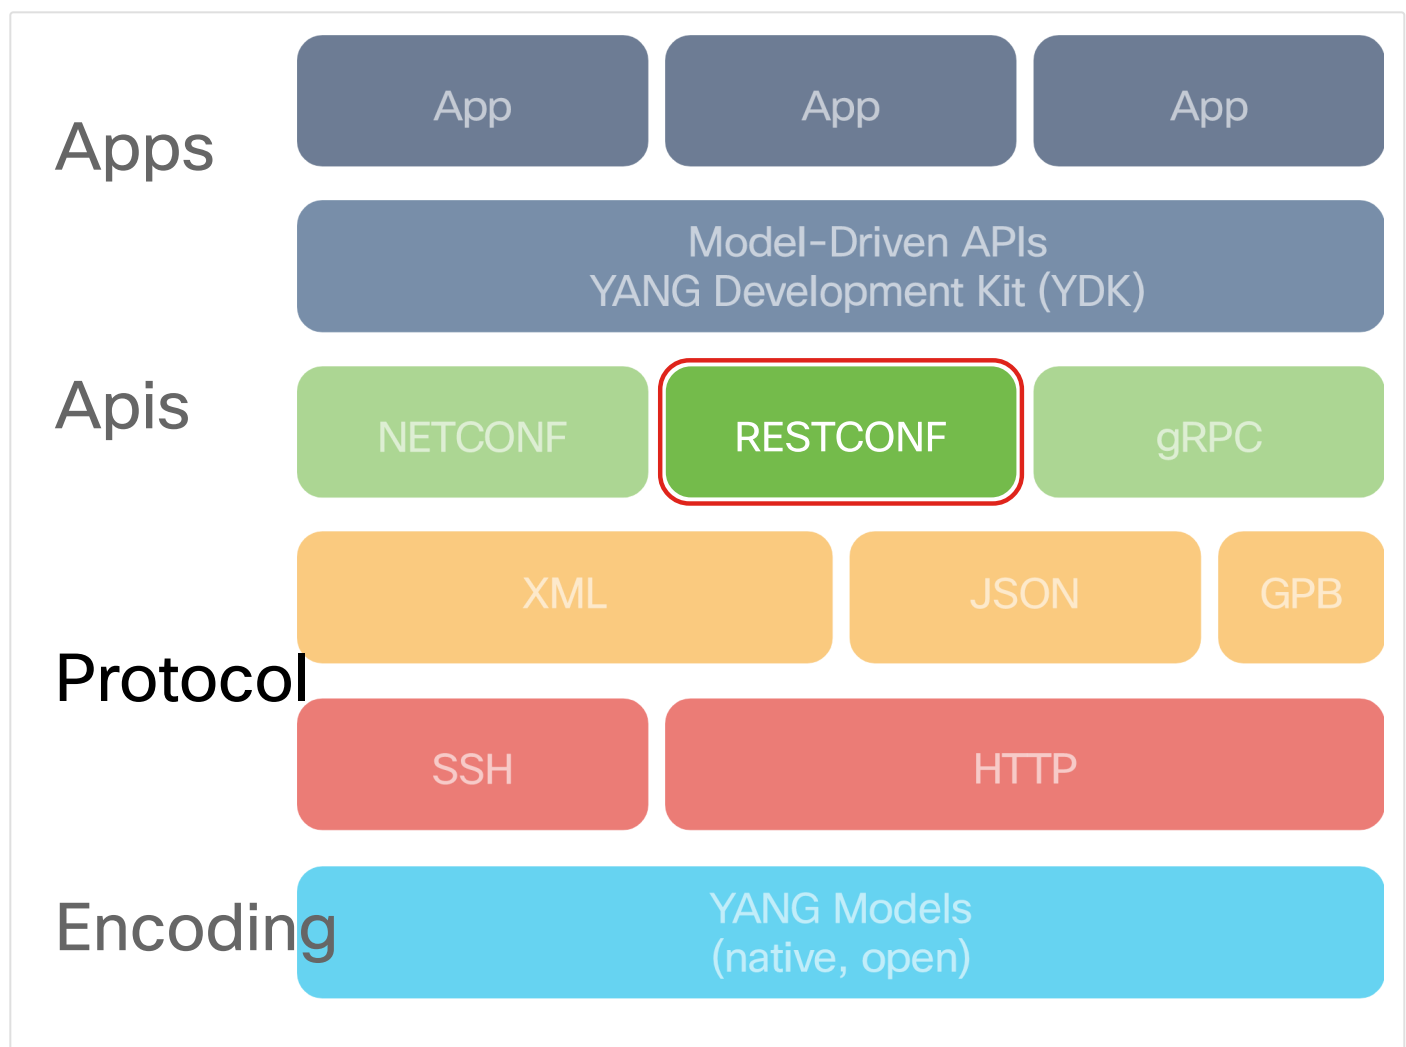 Apps
App
App
App
Model-Driven APIs
YANG Development Kit (YDK)
Apis
NETCONF
RESTCONF
gRPC
XML
JSON
GPB
Protocol
SSH
HTTP
Encoding
YANG Models
(native, open)